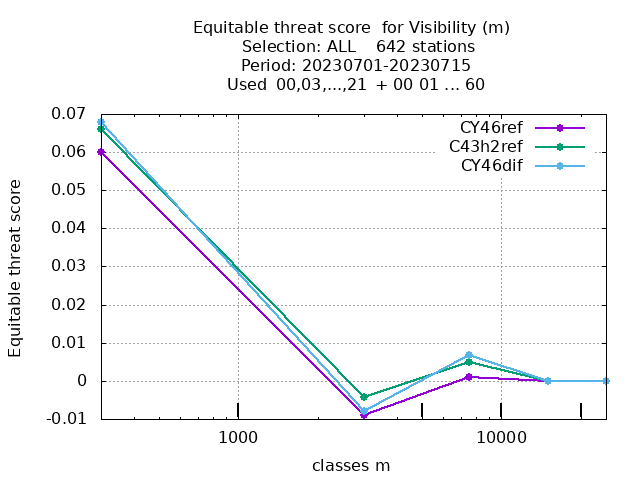 Equitable threat score  for Visibility (m)
Selection: ALL    642 stations
Period: 20230701-20230715
Used  00,03,...,21  + 00 01 ... 60
0.07
0.06
0.05
0.04
0.03
0.02
0.01
0
-0.01
Equitable threat score
CY46ref
C43h2ref
CY46dif
1000
10000
classes m